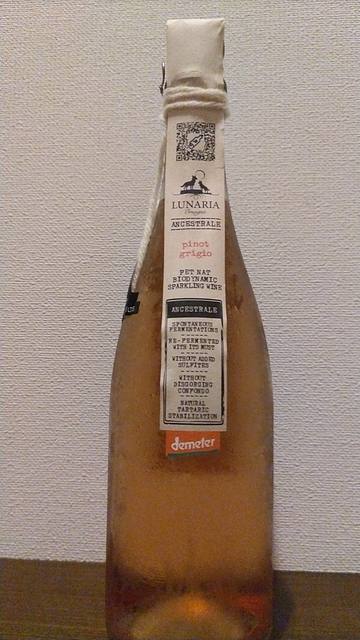 LUNARIA
ANCESTRALE
pinot
grigio
PET NAT
BIODYNAMIC
SPARKLING WINE
ANCESTRALE
SPONTANEOUS
FERMENTATIONS
RE-FERMENTED
WITH ITS MUST
WITHOUT ADDED
SULFITES
WITHOUT
DISGORGING
CONFONDO
NATURAL
TARTARIC
STABILIZATION
demeter